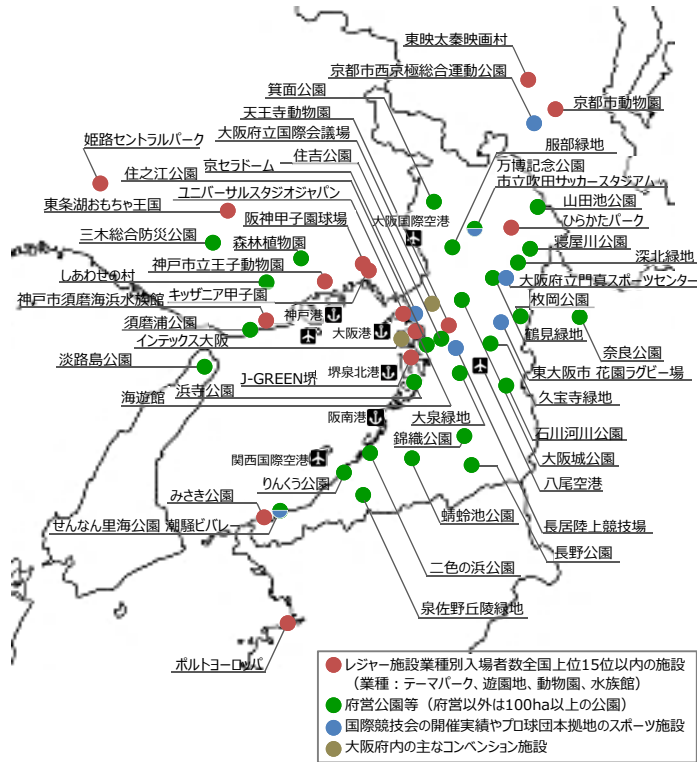 東映太秦映画村
京都市西京極総合運動公園
箕面公園
京都市動物園
天王寺動物園
大阪府立国際会議場
服部緑地
姫路セントラルパーク
住吉公園
万博記念公園
住之江公園
京セラドーム
市立吹田サッカースタジアム
ユニバーサルスタジオジャパン
山田池公園
東条湖おもちゃ王国
大阪国際空港
ひらかたパーク
阪神甲子園球場
三木総合防災公園
森林植物園
寝屋川公園
深北緑地
しあわせの村
神戸市立王子動物園
大阪府立門真スポーツセンター
神戸市須磨海浜水族館
キッザニア甲子園
枚岡公園
神戸港
須磨浦公園
鶴見緑地
大阪港
インテックス大阪
奈良公園
淡路島公園
東大阪市 花園ラグビー場
J-GREEN堺
堺泉北港
浜寺公園
久宝寺緑地
海遊館
阪南港
大泉緑地
石川河川公園
錦織公園
大阪城公園
関西国際空港
八尾空港
りんくう公園
みさき公園
蜻蛉池公園
せんなん里海公園 潮騒ビバレー
長居陸上競技場
長野公園
二色の浜公園
泉佐野丘陵緑地
ポルトヨーロッパ
レジャー施設業種別入場者数全国上位15位以内の施設
（業種：テーマパーク、遊園地、動物園、水族館）
府営公園等（府営以外は100ha以上の公園）
国際競技会の開催実績やプロ球団本拠地のスポーツ施設
大阪府内の主なコンベンション施設